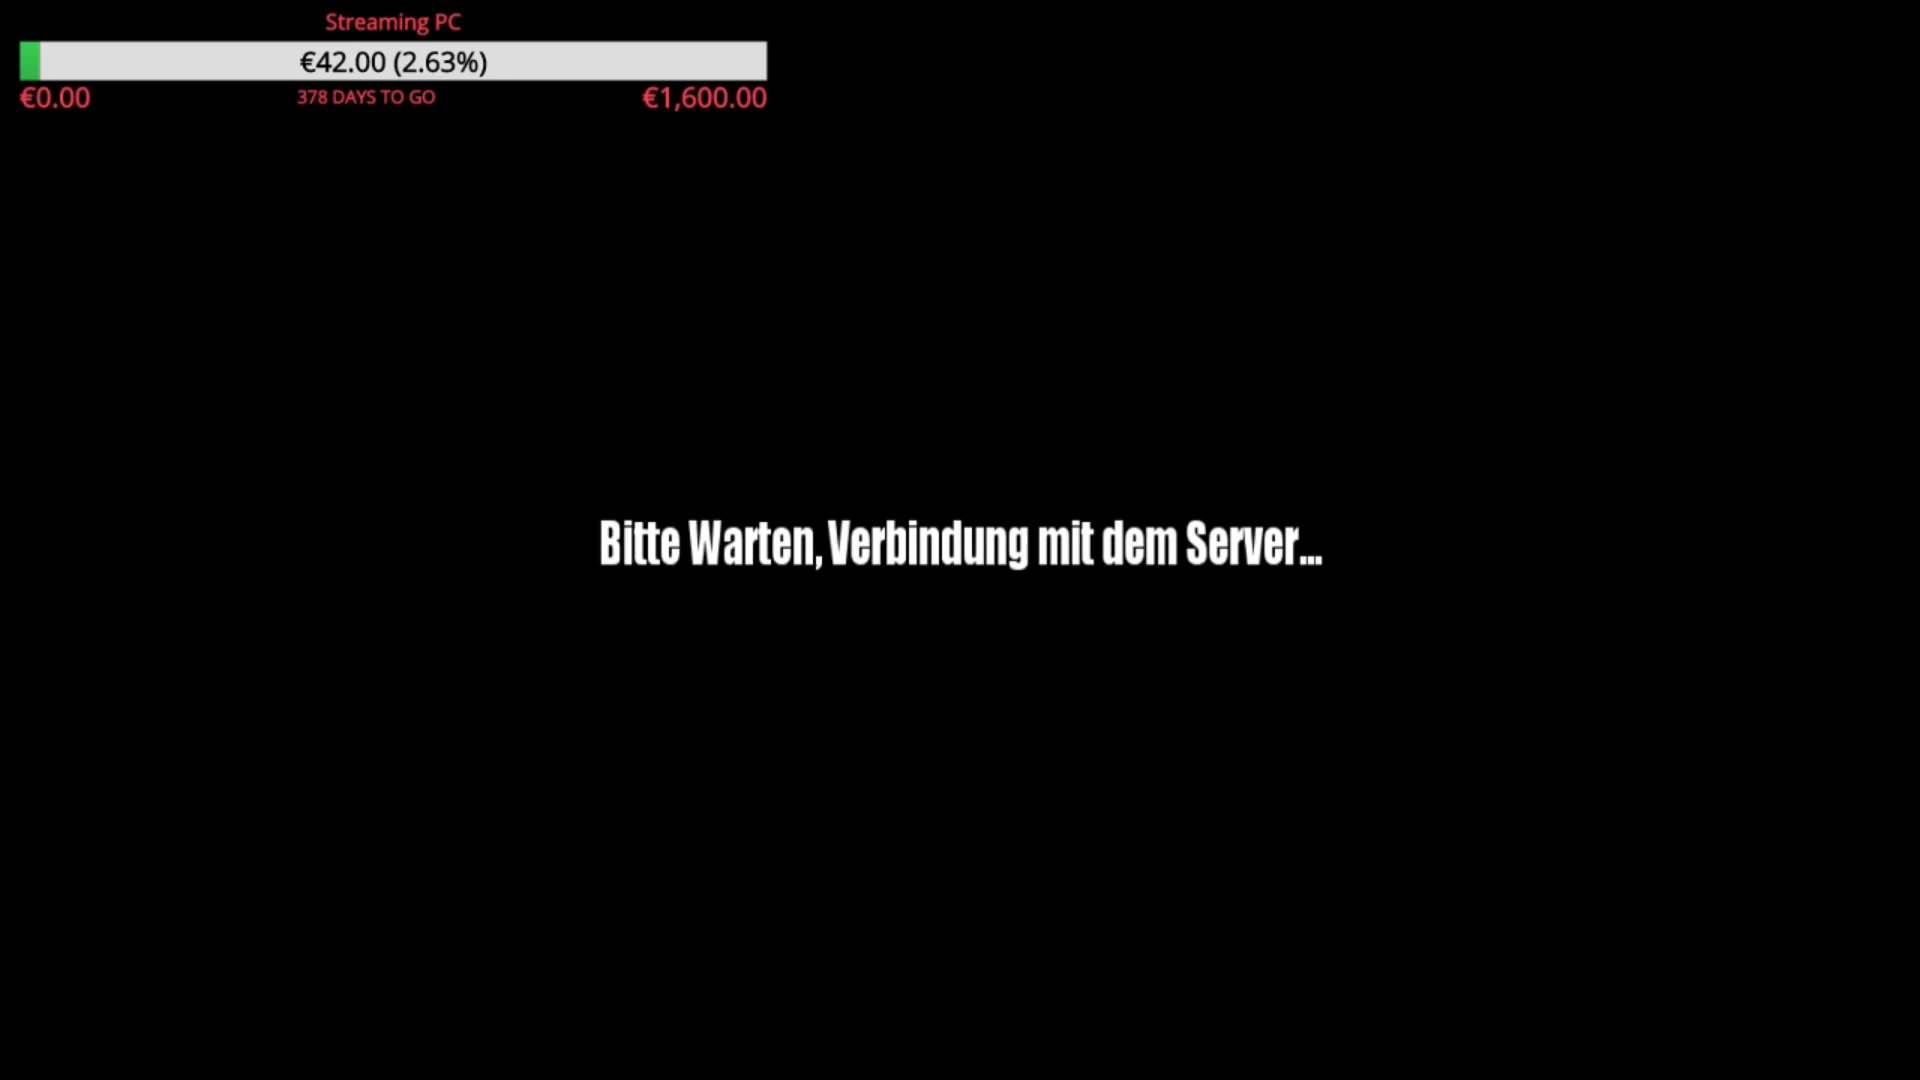 Streaming PC
€42.00 (2.63%)
€0.00 378 DAYS TO GO €1,600.00
Bitte Warten, Verbindung mit dem Server...